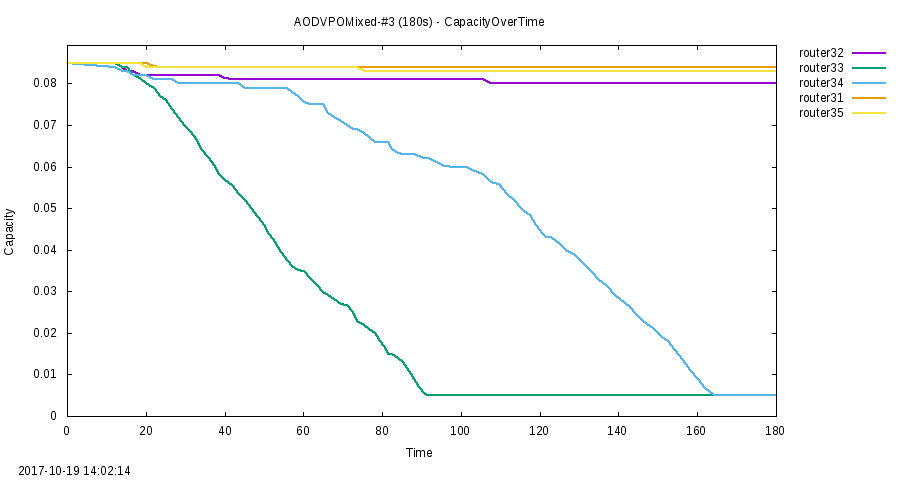 AODVPOMixed-#3 (180s) - CapacityOverTime
router32
router33
router34
router31
router35
0.08
0.07
0.06
0.05
0.04
0.03
0.02
0.01
0
Capacity
0 20 40 60 80 100 120 140 160 180
Time
2017-10-19 14:02:14